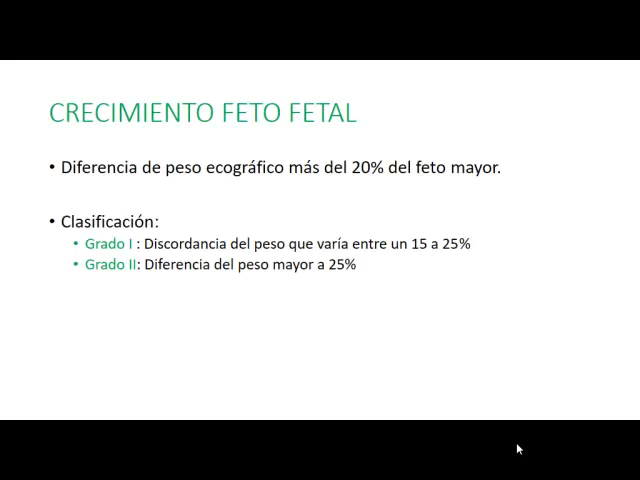 CRECIMIENTO FETO FETAL
• Diferencia de peso ecográfico más del 20% del feto mayor.
• Clasificación:
• Grado I : Discordancia del peso que varía entre un 15 a 25%
• Grado II: Diferencia del peso mayor a 25%